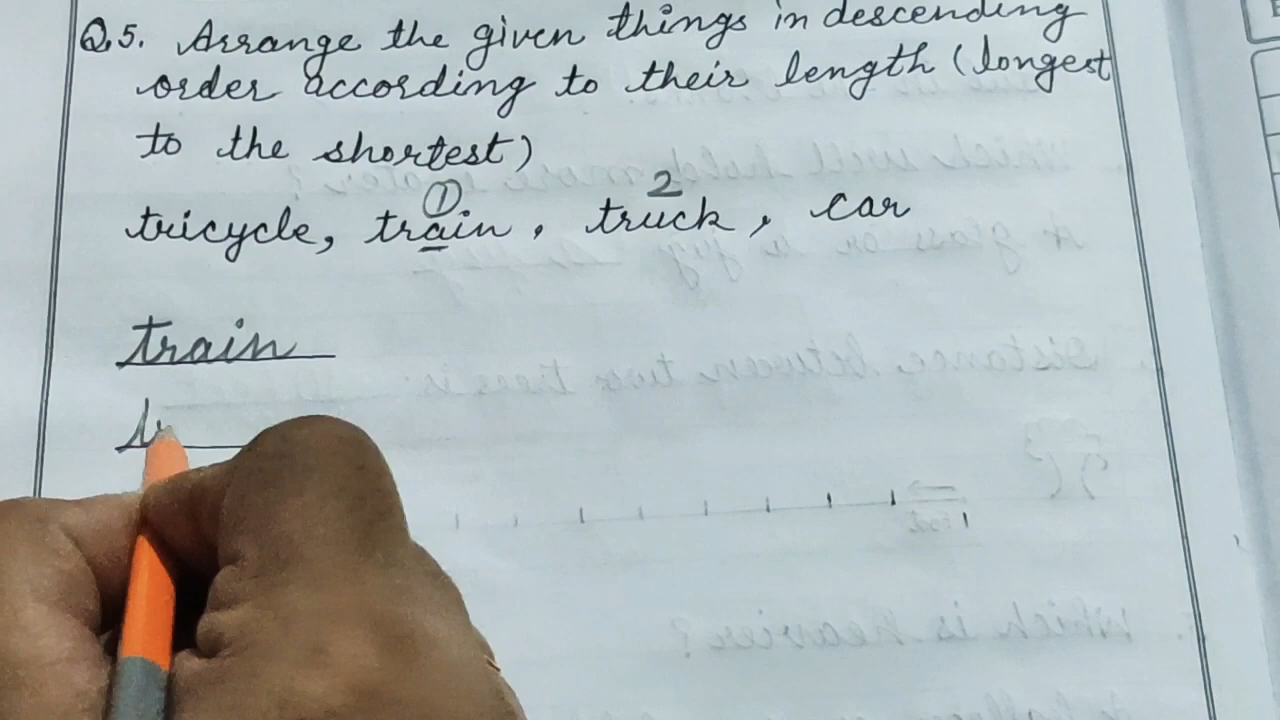 Q.5. Arrange the given things in descending
order according to their length (longest
to the shortest)
1 2
tricycle, train, truck, car
train